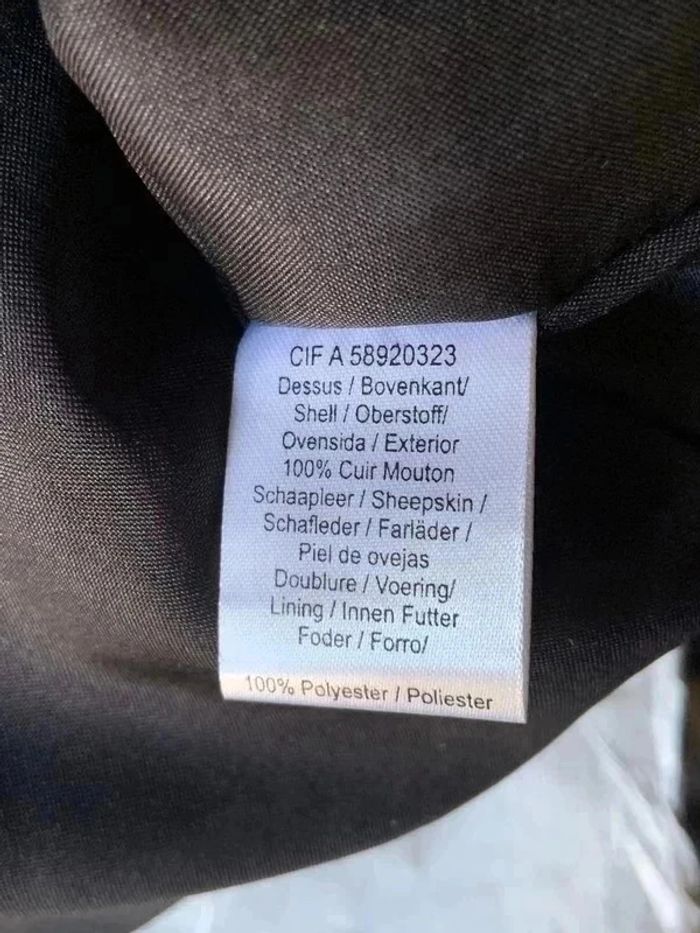 CIF A 58920323
Dessus / Bovenkant/
Shell / Oberstoff/
Ovensida / Exterior
100% Cuir Mouton
Schaapleer / Sheepskin /
Schafleder / Farläder /
Piel de ovejas
Doublure / Voering/
Lining / Innen Futter
Foder / Forro/
100% Polyester / Poliester